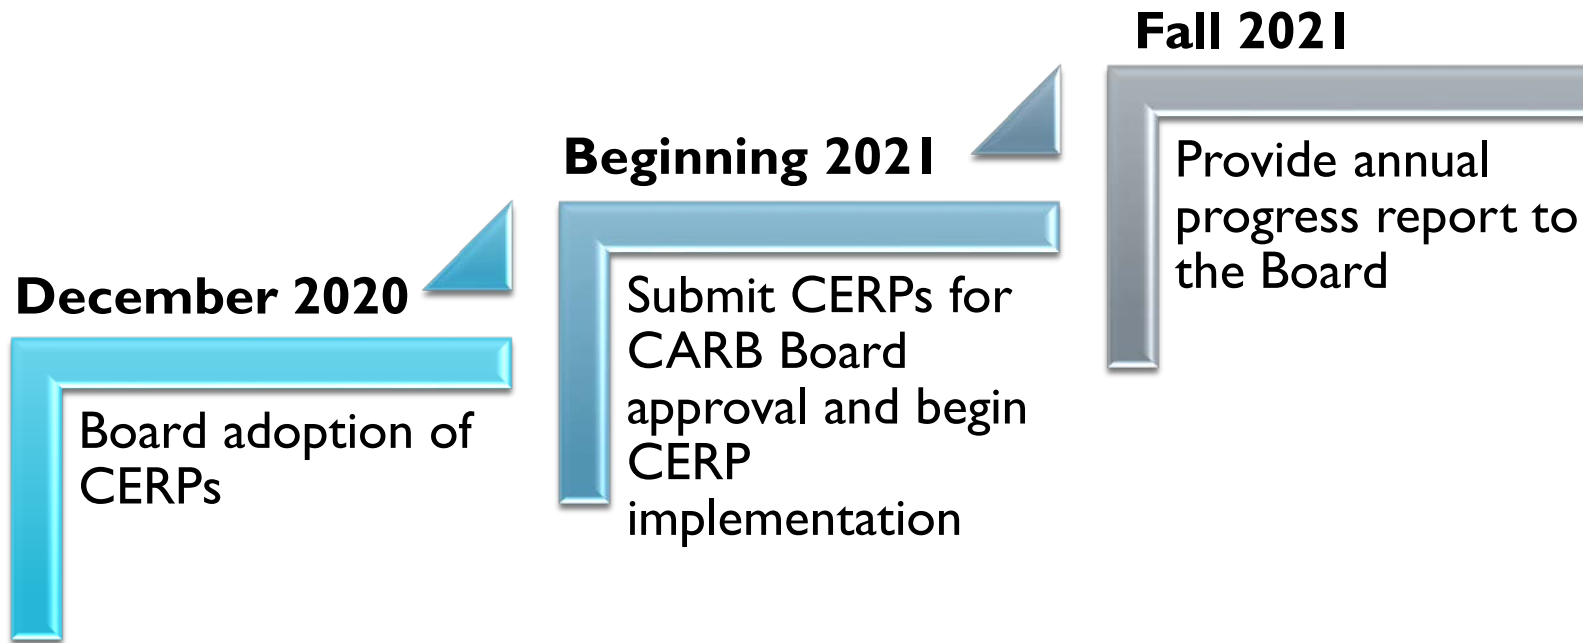 December 2020
Board adoption of
CERPs
Beginning 2021
Submit CERPs for
CARB Board
approval and begin
CERP
implementation
Fall 2021
Provide annual
progress report to
the Board